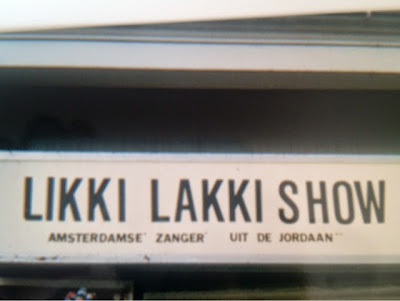 LIKKI LAKKI SHOW
AMSTERDAMSE' ZANGER' UIT DE JORDAAN''